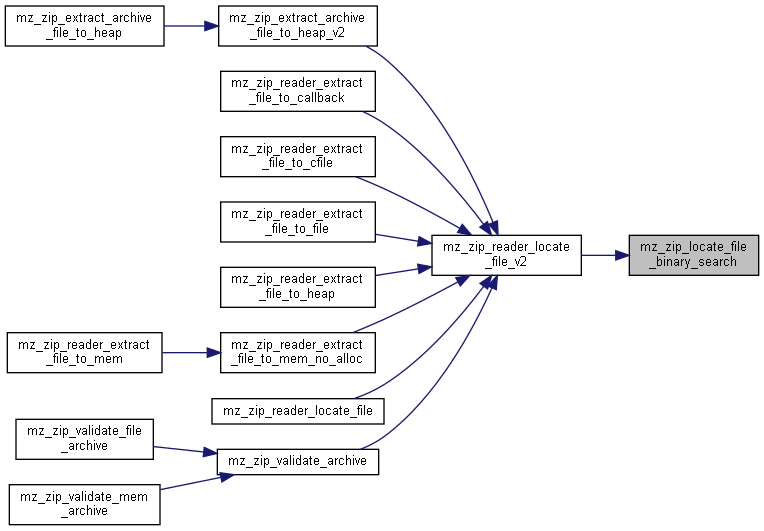 mz_zip_extract_archive
_file_to_heap
mz_zip_extract_archive
_file_to_heap_v2
mz_zip_reader_extract
_file_to_callback
mz_zip_reader_extract
_file_to_cfile
mz_zip_reader_extract
_file_to_file
mz_zip_reader_locate
_file_v2
mz_zip_locate_file
_binary_search
mz_zip_reader_extract
_file_to_heap
mz_zip_reader_extract
_file_to_mem
mz_zip_reader_extract
_file_to_mem_no_alloc
mz_zip_reader_locate_file
mz_zip_validate_file
_archive
mz_zip_validate_archive
mz_zip_validate_mem
_archive